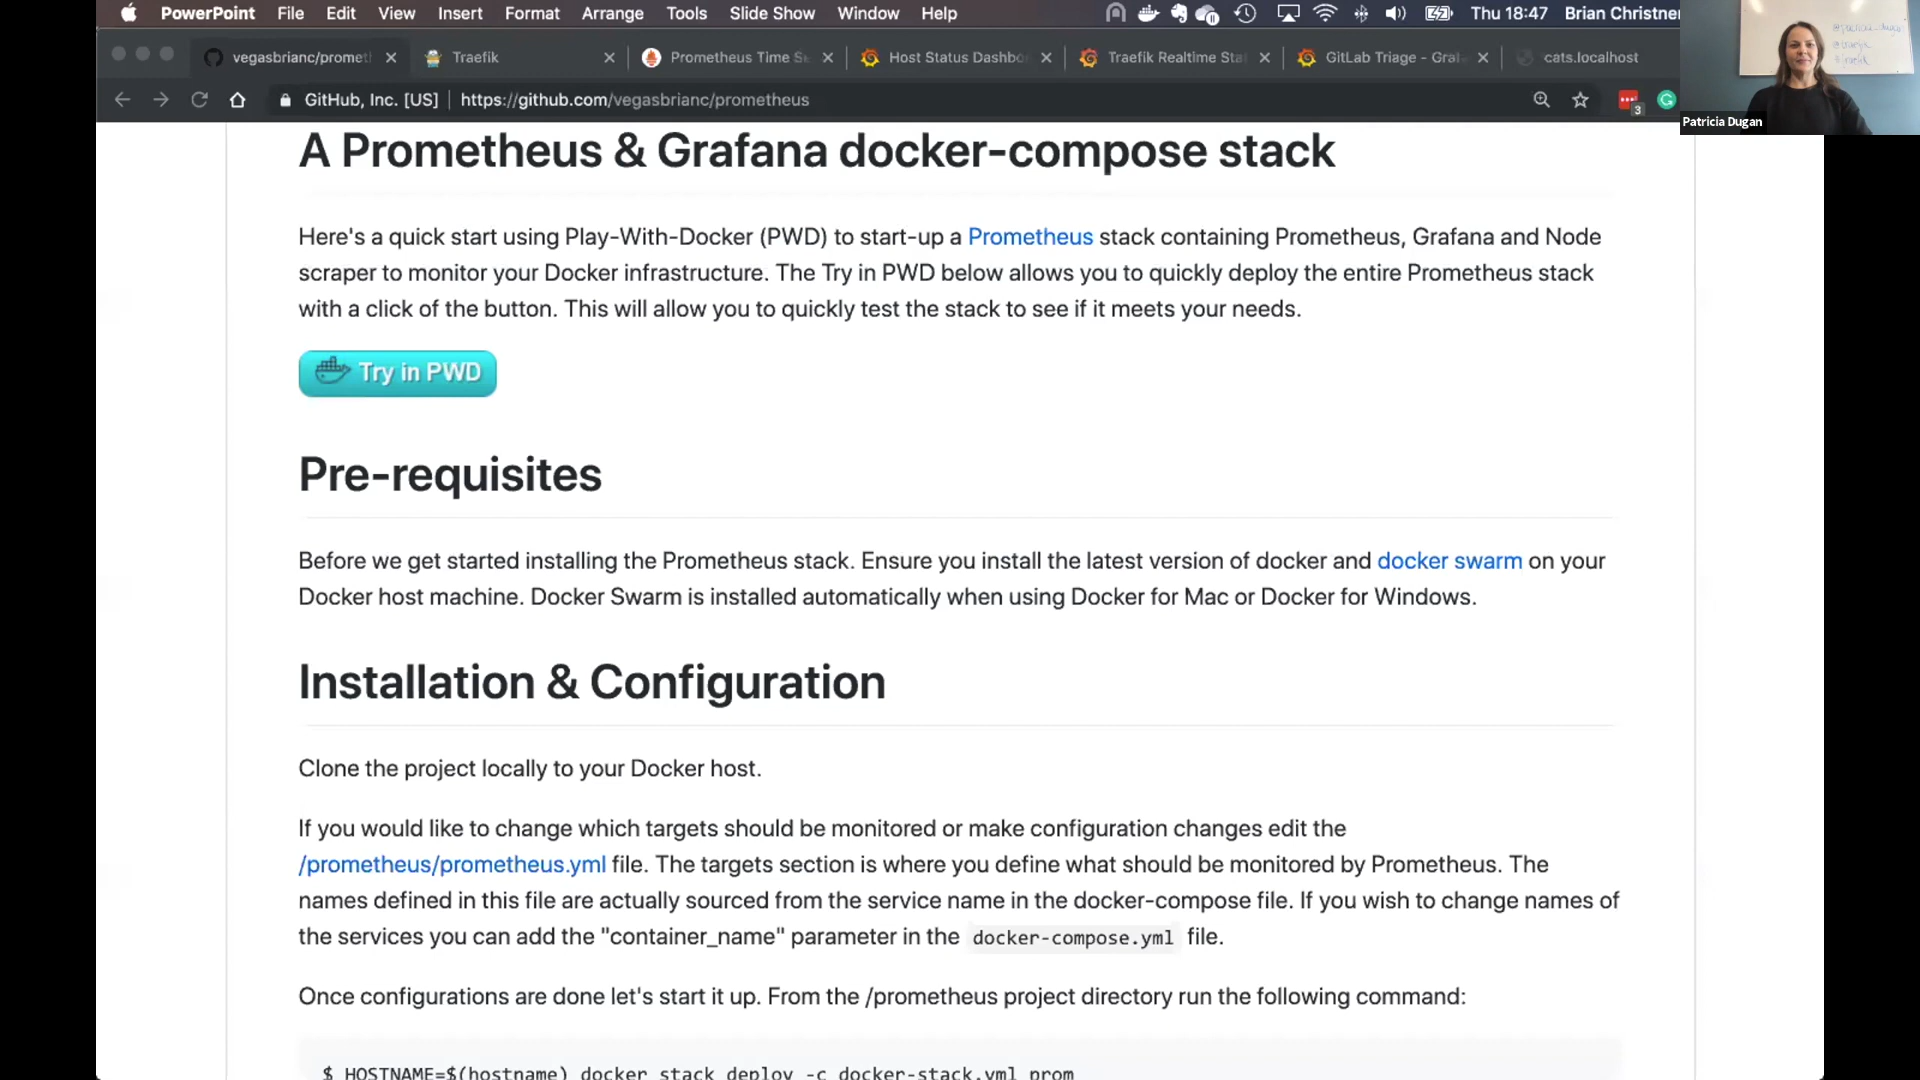 PowerPoint File Edit View Insert Format Arrange Tools Slide Show Window Help Thu 18:47 Brian Christner
vegasbrianc/promet Traefik Prometheus Time Se Host Status Dashbo Traefik Realtime Stat GitLab Triage - Graf cats.localhost
GitHub, Inc. [US] https://github.com/vegasbrianc/prometheus 3
Patricia Dugan
A Prometheus & Grafana docker-compose stack
Here's a quick start using Play-With-Docker (PWD) to start-up a Prometheus stack containing Prometheus, Grafana and Node
scraper to monitor your Docker infrastructure. The Try in PWD below allows you to quickly deploy the entire Prometheus stack
with a click of the button. This will allow you to quickly test the stack to see if it meets your needs.
Try in PWD
Pre-requisites
Before we get started installing the Prometheus stack. Ensure you install the latest version of docker and docker swarm on your
Docker host machine. Docker Swarm is installed automatically when using Docker for Mac or Docker for Windows.
Installation & Configuration
Clone the project locally to your Docker host.
If you would like to change which targets should be monitored or make configuration changes edit the
/prometheus/prometheus.yml file. The targets section is where you define what should be monitored by Prometheus. The
names defined in this file are actually sourced from the service name in the docker-compose file. If you wish to change names of
the services you can add the "container_name" parameter in the docker-compose.yml file.
Once configurations are done let's start it up. From the /prometheus project directory run the following command:
$ HOSTNAME=$(hostname) docker stack deploy -c docker-stack.yml prom